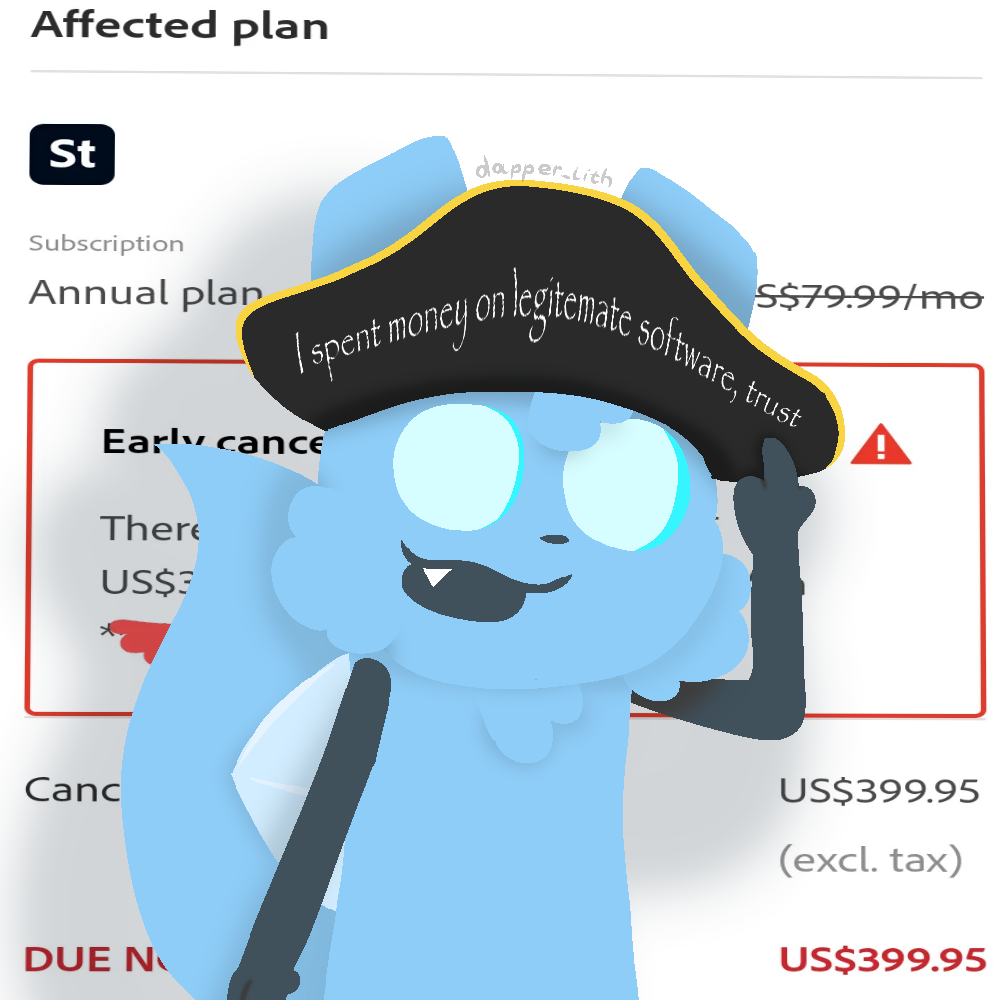 Affected plan
St
dapper_lith
Subscription
Annual plan
S$79.99/mo
I spent money on legitemate software, trust
Early cance
There
US$3
*
Canc
US$399.95
(excl. tax)
DUE NO
US$399.95